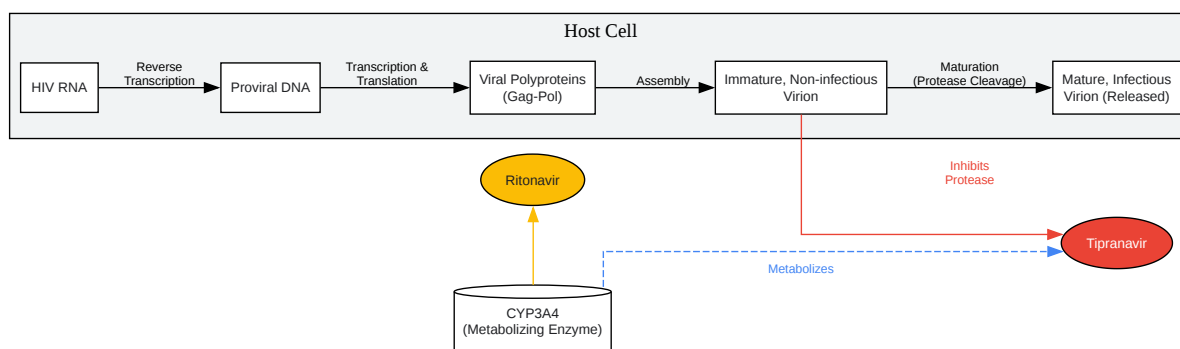 Host Cell
HIV RNA
Reverse
Transcription
Proviral DNA
Transcription &
Translation
Viral Polyproteins
(Gag-Pol)
Assembly
Immature, Non-infectious
Virion
Maturation
(Protease Cleavage)
Mature, Infectious
Virion (Released)
Ritonavir
Inhibits
Protease
Tipranavir
Metabolizes
CYP3A4
(Metabolizing Enzyme)